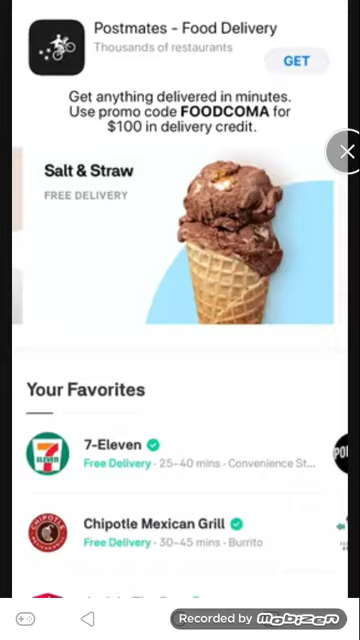 Postmates - Food Delivery
Thousands of restaurants
GET
Get anything delivered in minutes.
Use promo code FOODCOMA for
$100 in delivery credit.
Salt & Straw
FREE DELIVERY
Your Favorites
7-Eleven
Free Delivery · 25-40 mins · Convenience St...
ELEVEN
Chipotle Mexican Grill
Free Delivery · 30-45 mins · Burrito
CHIPOTLE
Recorded by mobizen